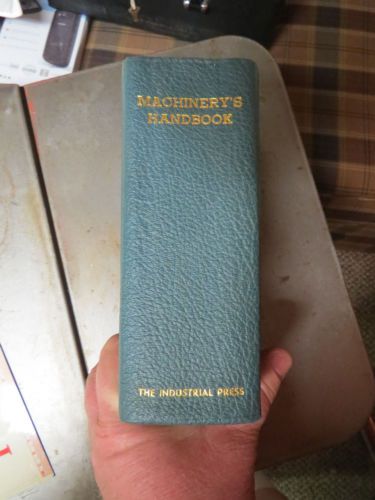 MACHINERY'S
HANDBOOK
THE INDUSTRIAL PRESS